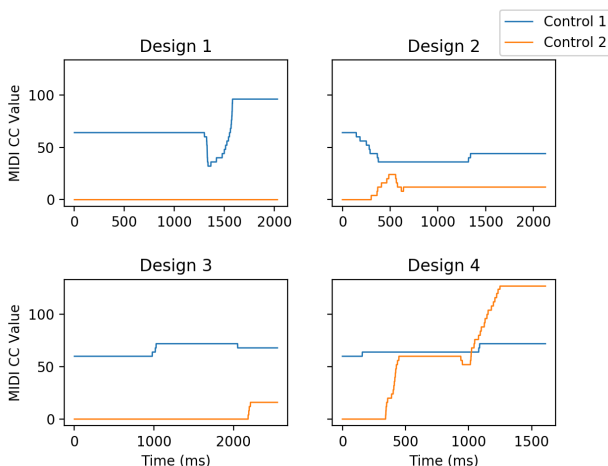 Control 1
Control 2
Design 1
Design 2
MIDI CC Value
100
50
0
0
500
1000
1500
2000
0
500
1000
1500
2000
Design 3
Design 4
MIDI CC Value
100
50
0
0
1000
2000
0
500
1000
1500
Time (ms)
Time (ms)